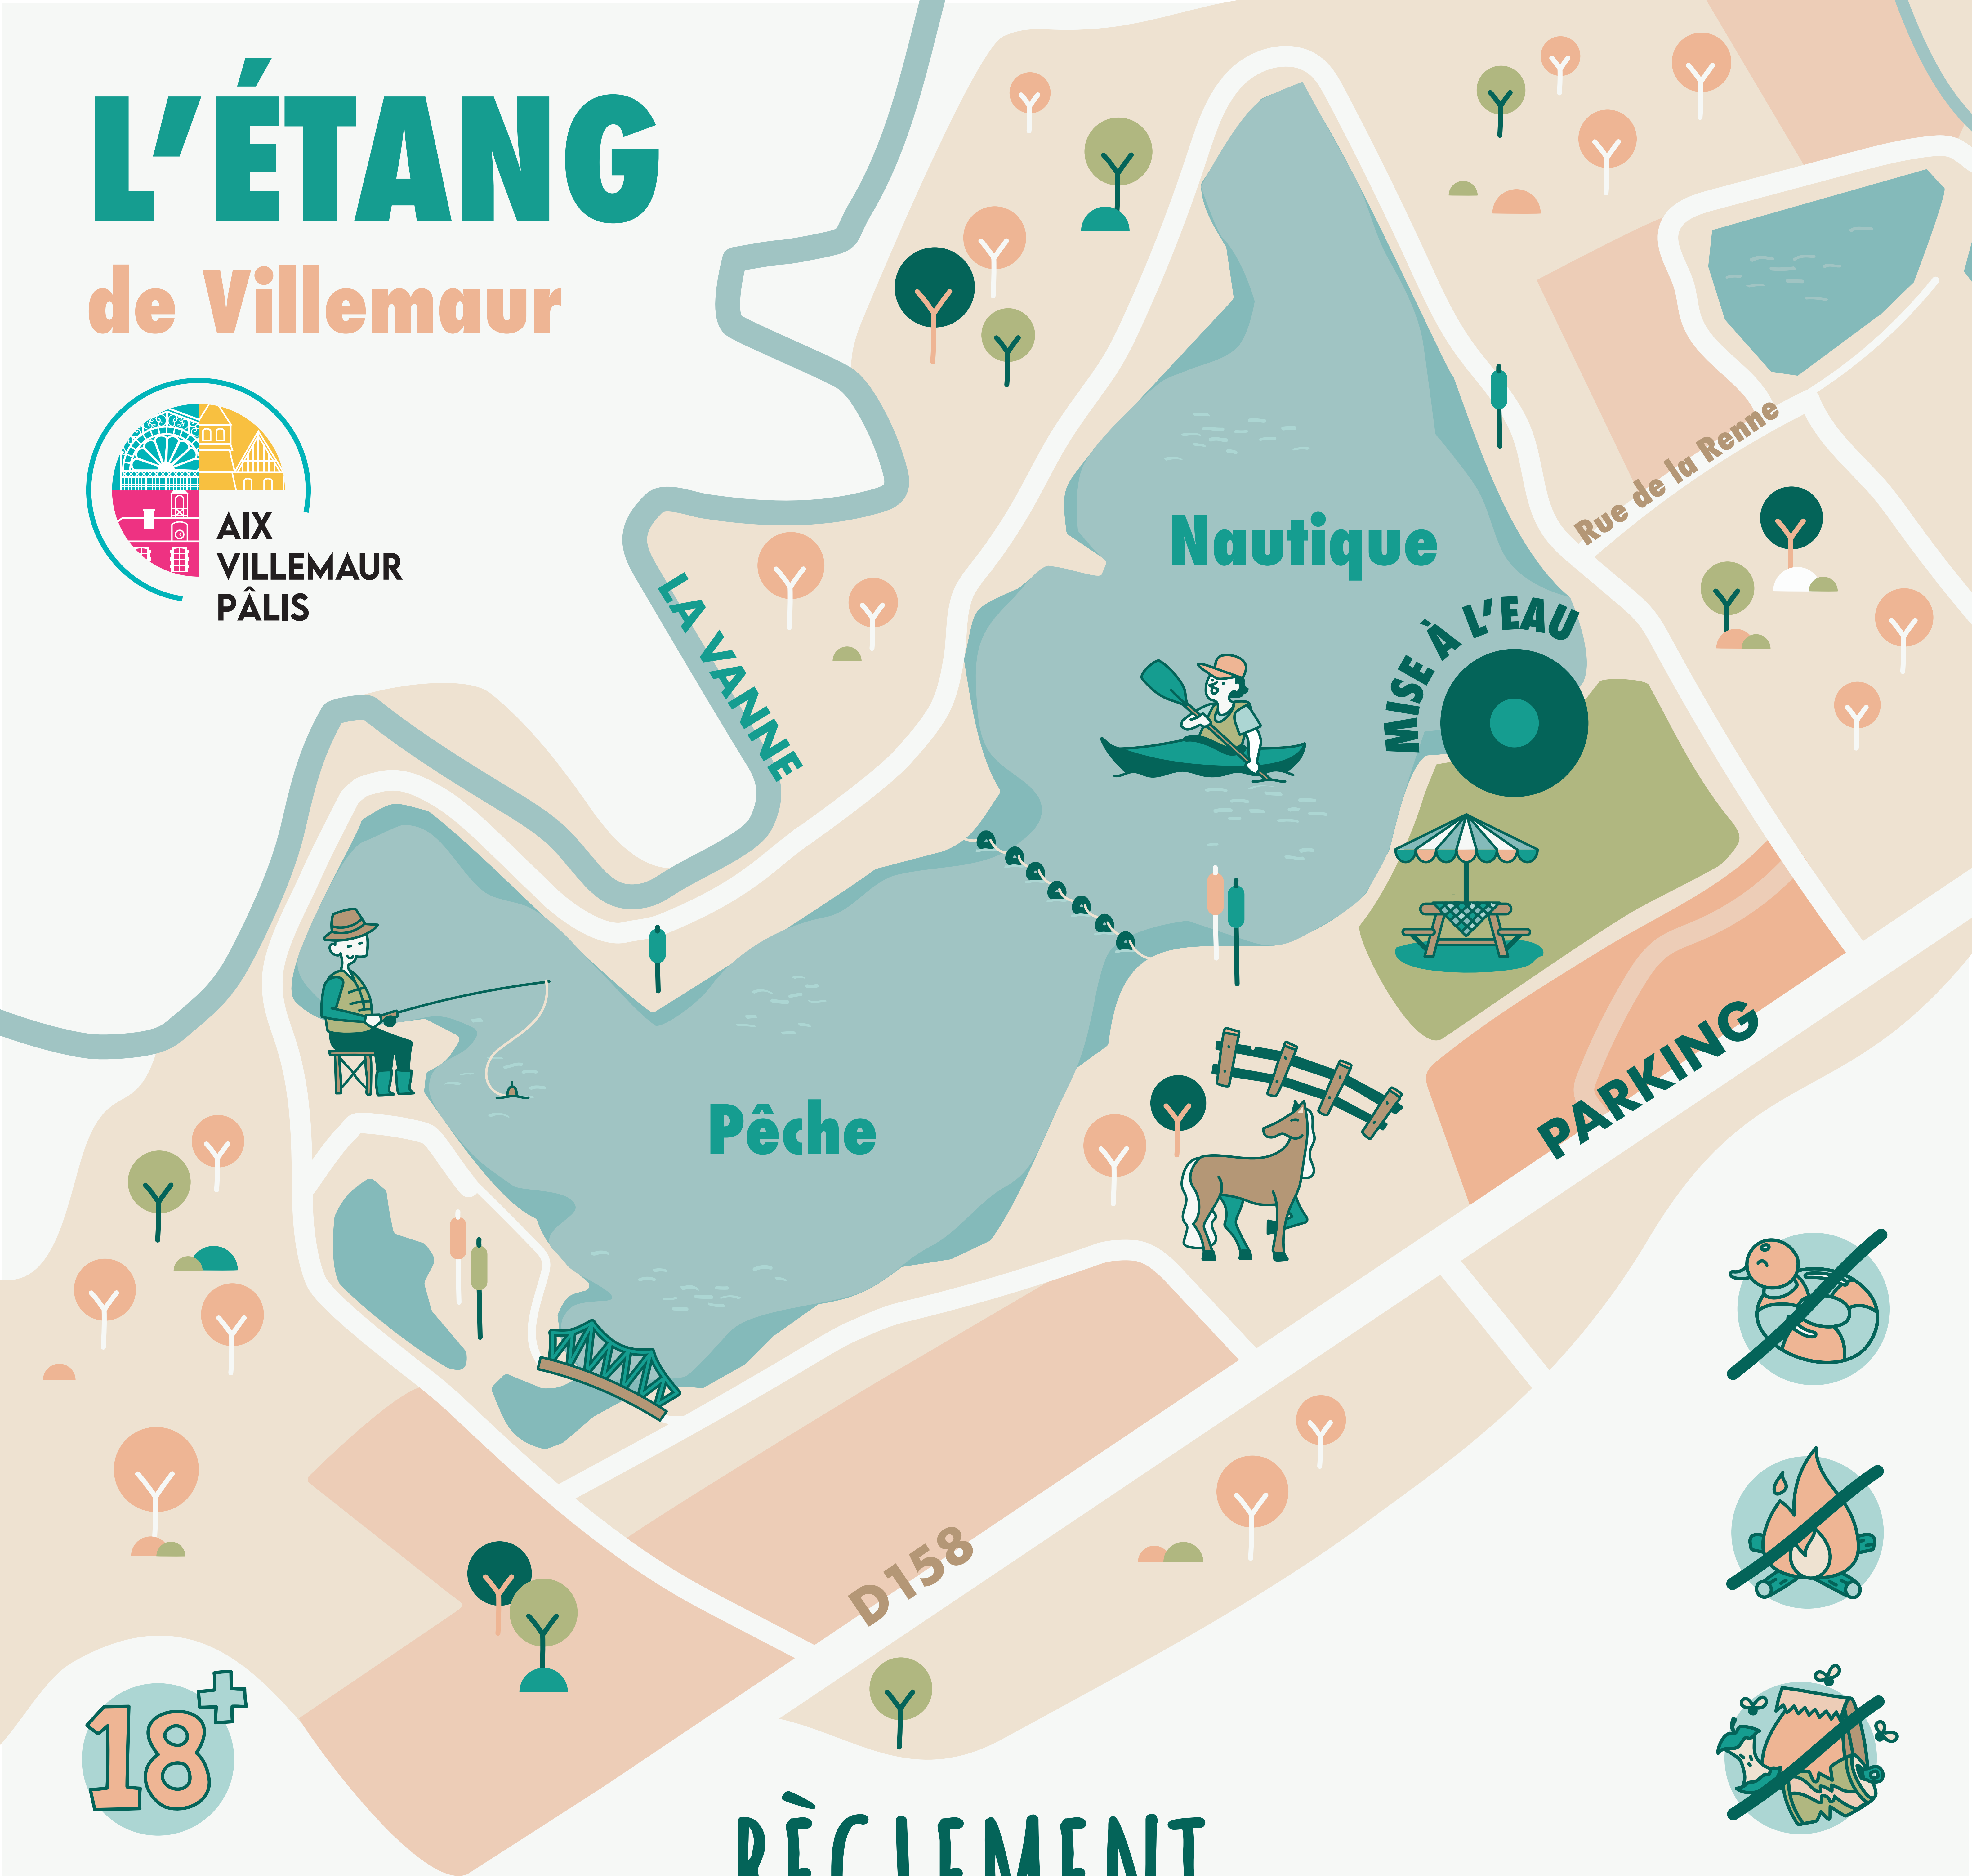 L'ÉTANG
de Villemaur
AIX
VILLEMAUR
PÂLIS
LA VANNE
Nautique
Rue de la Renne
MISE À L'EAU
Pêche
PARKING
D158
18+
RÈGLEMENT